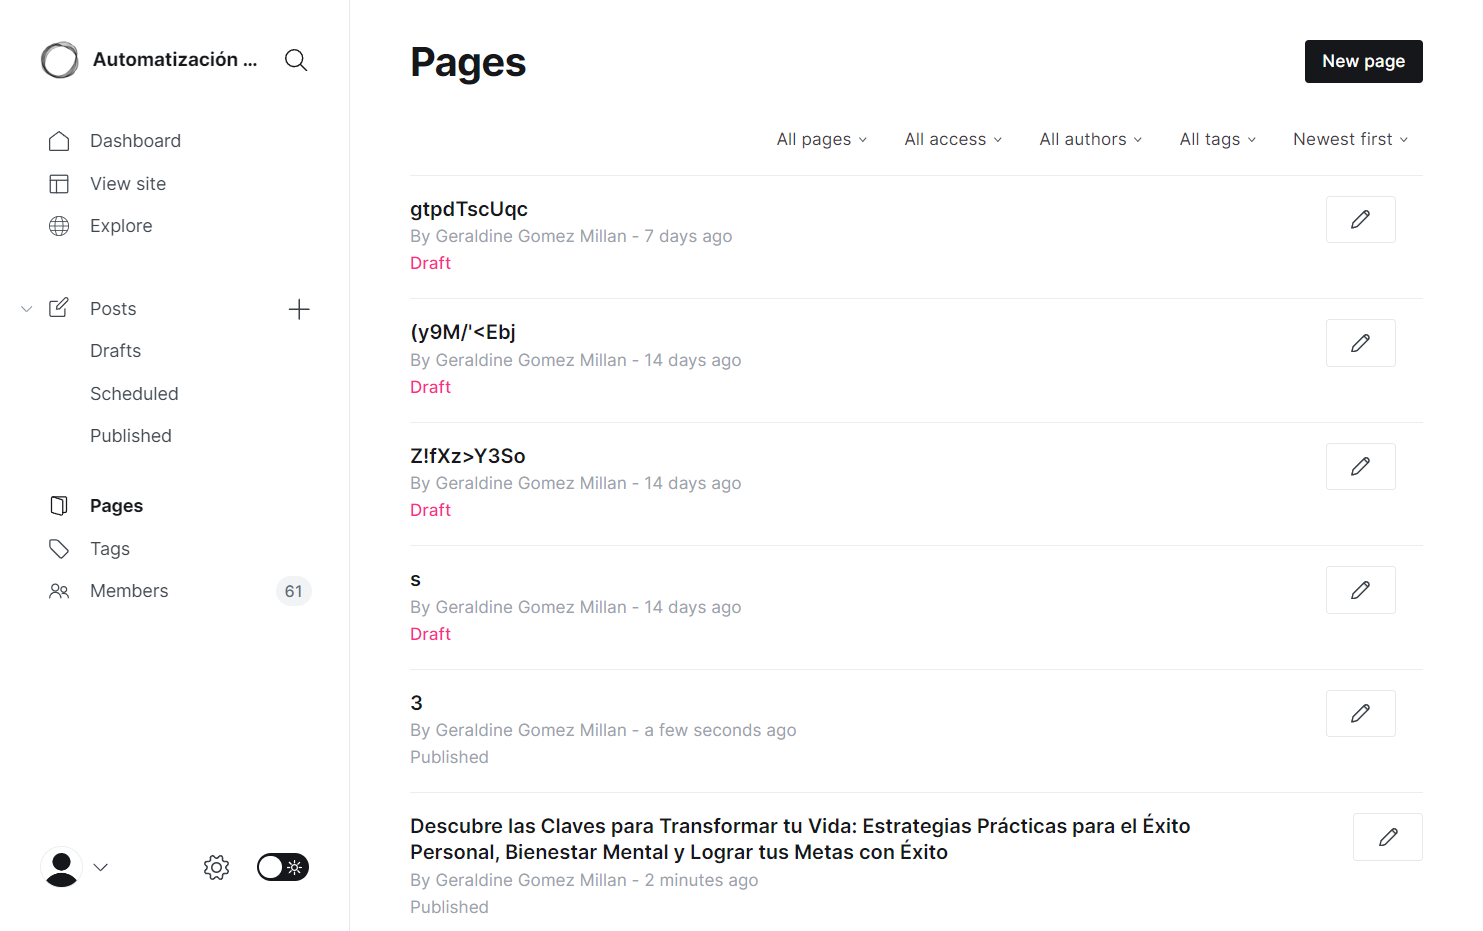 Automatización ...
Dashboard
View site
Explore
Posts
Drafts
Scheduled
Published
Pages
Tags
Members 61
Pages
New page
All pages All access All authors All tags Newest first
gtpdTscUqc
By Geraldine Gomez Millan - 7 days ago
Draft
(y9M/'<Ebj
By Geraldine Gomez Millan - 14 days ago
Draft
Z!fXz>Y3So
By Geraldine Gomez Millan - 14 days ago
Draft
s
By Geraldine Gomez Millan - 14 days ago
Draft
3
By Geraldine Gomez Millan - a few seconds ago
Published
Descubre las Claves para Transformar tu Vida: Estrategias Prácticas para el Éxito
Personal, Bienestar Mental y Lograr tus Metas con Éxito
By Geraldine Gomez Millan - 2 minutes ago
Published